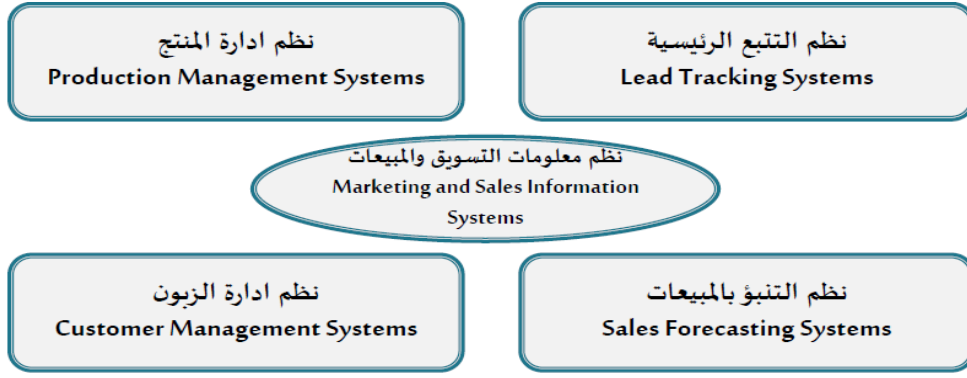 نظم التتبع الرئيسية
Lead Tracking Systems
نظم ادارة المنتج
Production Management Systems
نظم معلومات التسويق والمبيعات
Marketing and Sales Information
Systems
نظم التنبؤ بالمبيعات
Sales Forecasting Systems
نظم ادارة الزبون
Customer Management Systems